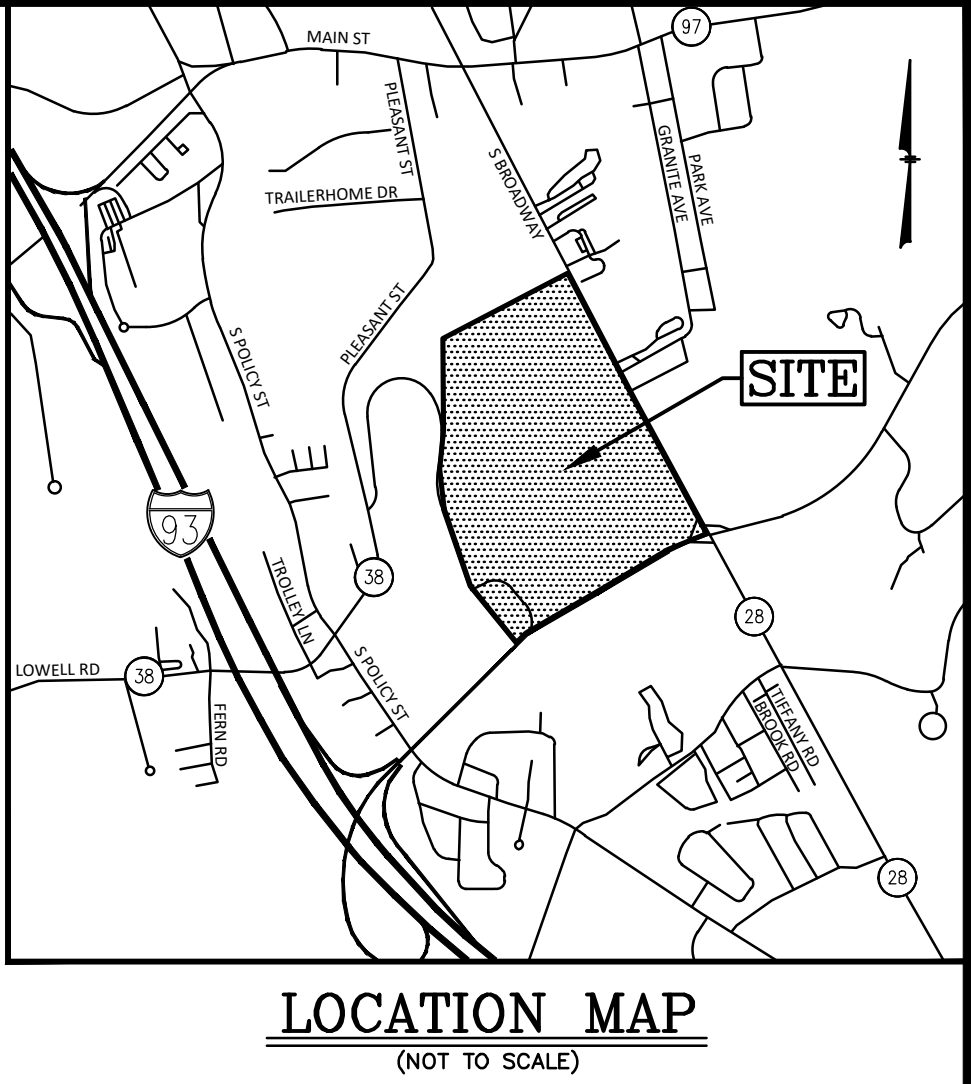 97
MAIN ST
PLEASANT ST
GRANITE AVE
PARK AVE
S BROADWAY
TRAILERHOME DR
PLEASANT ST
S POLICY ST
SITE
93
TROLLEY LN
38
28
LOWELL RD
38
S POLICY ST
FERN RD
TIFFANY RD
BROOK RD
28
LOCATION MAP
(NOT TO SCALE)